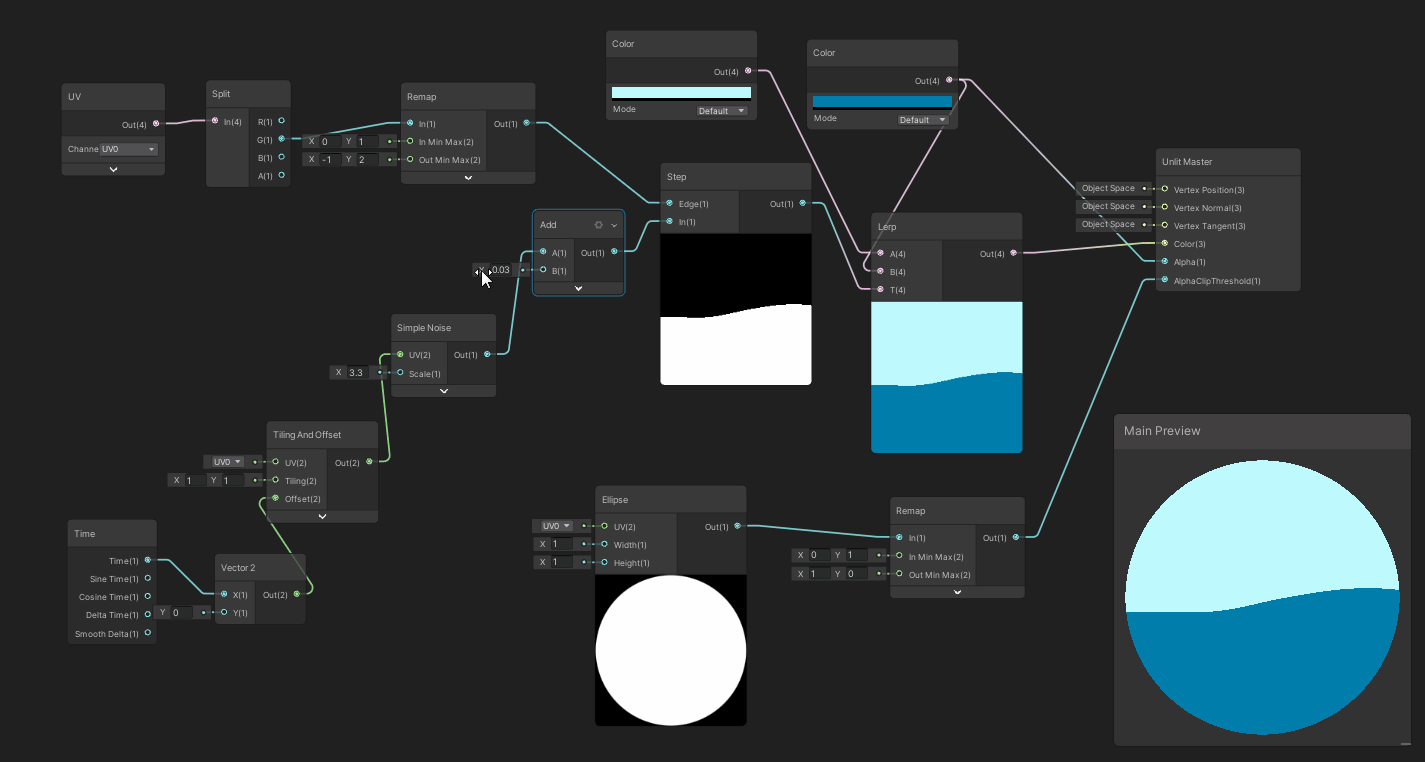 UV
Out(4)
Channe UV0
Split
In(4)
R(1)
G(1)
B(1)
A(1)
Remap
X 0 Y 1
X -1 Y 2
In(1)
In Min Max(2)
Out Min Max(2)
Out(1)
Color
Out(4)
Mode Default
Color
Out(4)
Mode Default
Step
Edge(1)
In(1)
Out(1)
Add
0.03
A(1)
B(1)
Out(1)
Lerp
A(4)
B(4)
T(4)
Out(4)
Unlit Master
Object Space Vertex Position(3)
Object Space Vertex Normal(3)
Object Space Vertex Tangent(3)
Color(3)
Alpha(1)
AlphaClipThreshold(1)
Simple Noise
X 3.3
UV(2)
Scale(1)
Out(1)
Tiling And Offset
UV0
X 1 Y 1
UV(2)
Tiling(2)
Offset(2)
Out(2)
Time
Time(1)
Sine Time(1)
Cosine Time(1)
Delta Time(1)
Smooth Delta(1)
Vector 2
Y 0
X(1)
Y(1)
Out(2)
Ellipse
UV0
X 1
X 1
UV(2)
Width(1)
Height(1)
Out(1)
Remap
X 0 Y 1
X 1 Y 0
In(1)
In Min Max(2)
Out Min Max(2)
Out(1)
Main Preview